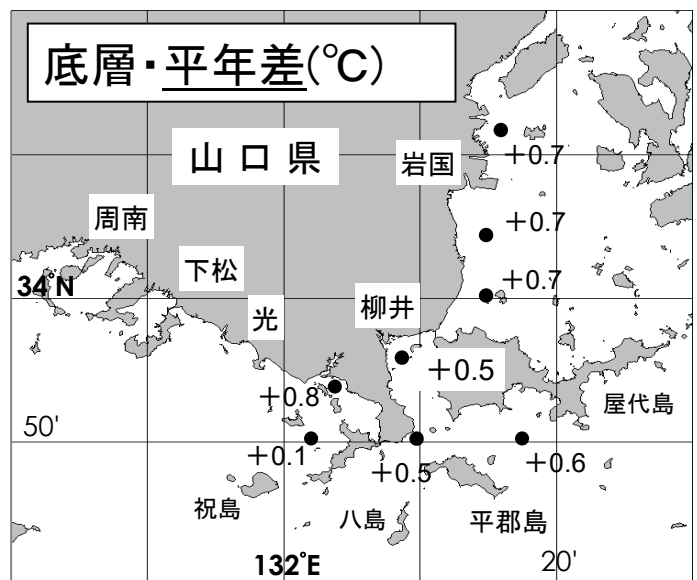 底層・平年差(℃)
山口県
岩国
+0.7
周南
+0.7
下松
34°N
+0.7
光
柳井
+0.5
+0.8
屋代島
50'
+0.1
+0.5
+0.6
祝島
八島
平郡島
132°E
20'